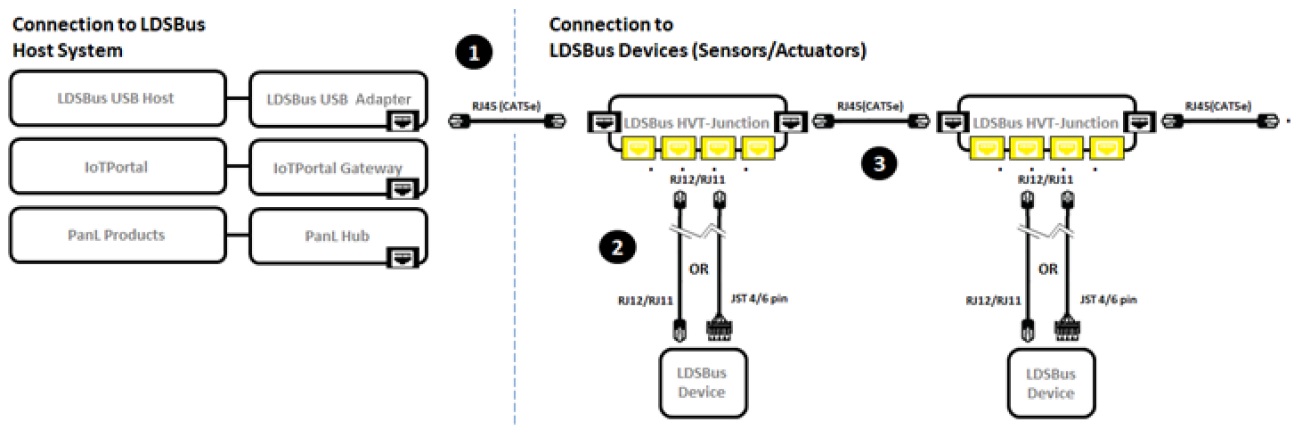 Connection to LDSBus
Host System
1
Connection to
LDSBus Devices (Sensors/Actuators)
LDSBus USB Host
LDSBus USB Adapter
RJ45 (CAT5e)
LDSBus HVT-Junction
RJ45(CAT5e)
LDSBus HVT-Junction
RJ45(CAT5e)
IoTPortal
IoTPortal Gateway
3
RJ12/RJ11
RJ12/RJ11
PanL Products
PanL Hub
2
OR
OR
RJ12/RJ11
JST 4/6 pin
RJ12/RJ11
JST 4/6 pin
LDSBus
Device
LDSBus
Device